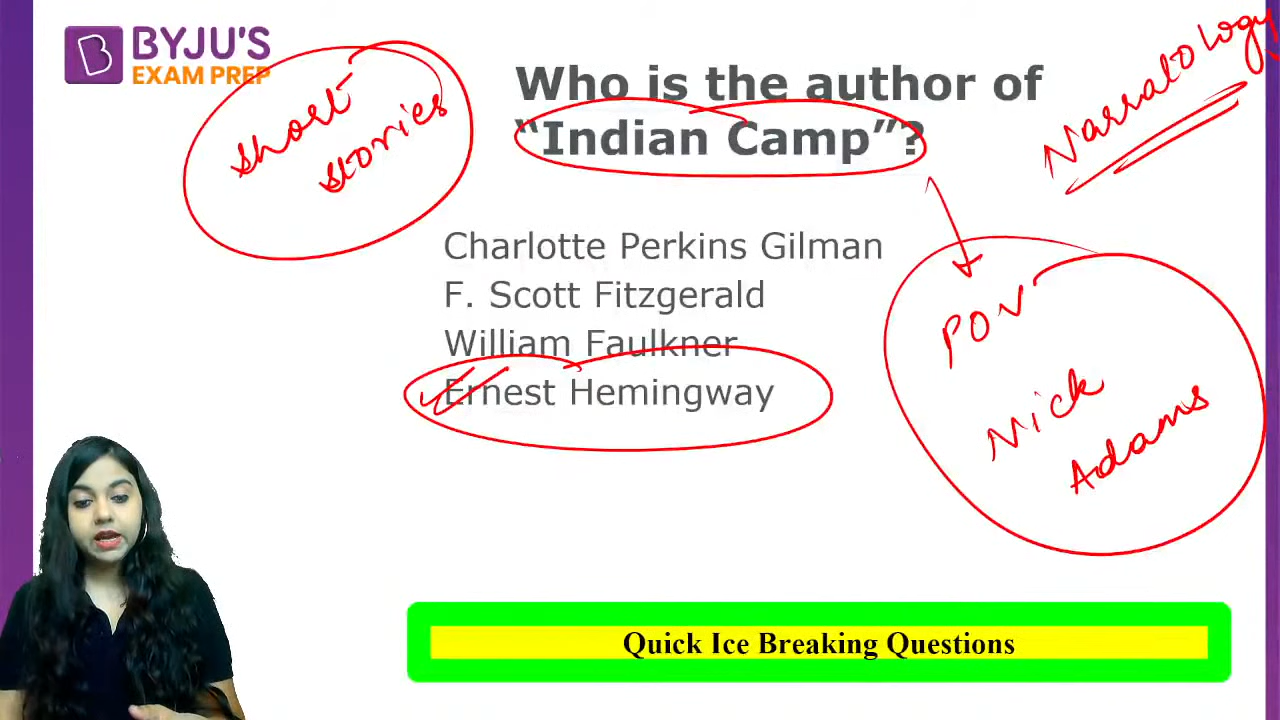 BYJU'S
EXAM PREP
Short
stories
Who is the author of
“Indian Camp”?
Narratology
Charlotte Perkins Gilman
F. Scott Fitzgerald
William Faulkner
Ernest Hemingway
POV
Nick
Adams
Quick Ice Breaking Questions